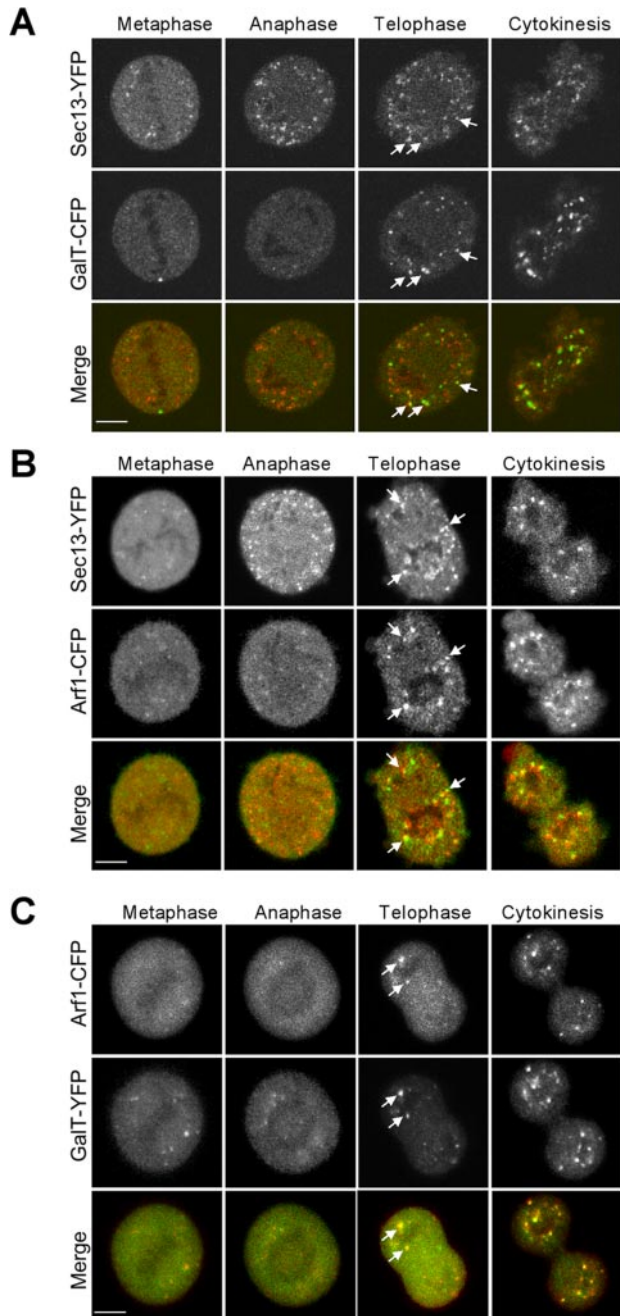 A
Metaphase Anaphase Telophase Cytokinesis
Sec13-YFP
GalT-CFP
Merge
B
Metaphase Anaphase Telophase Cytokinesis
Sec13-YFP
Arf1-CFP
Merge
C
Metaphase Anaphase Telophase Cytokinesis
Arf1-CFP
GalT-YFP
Merge